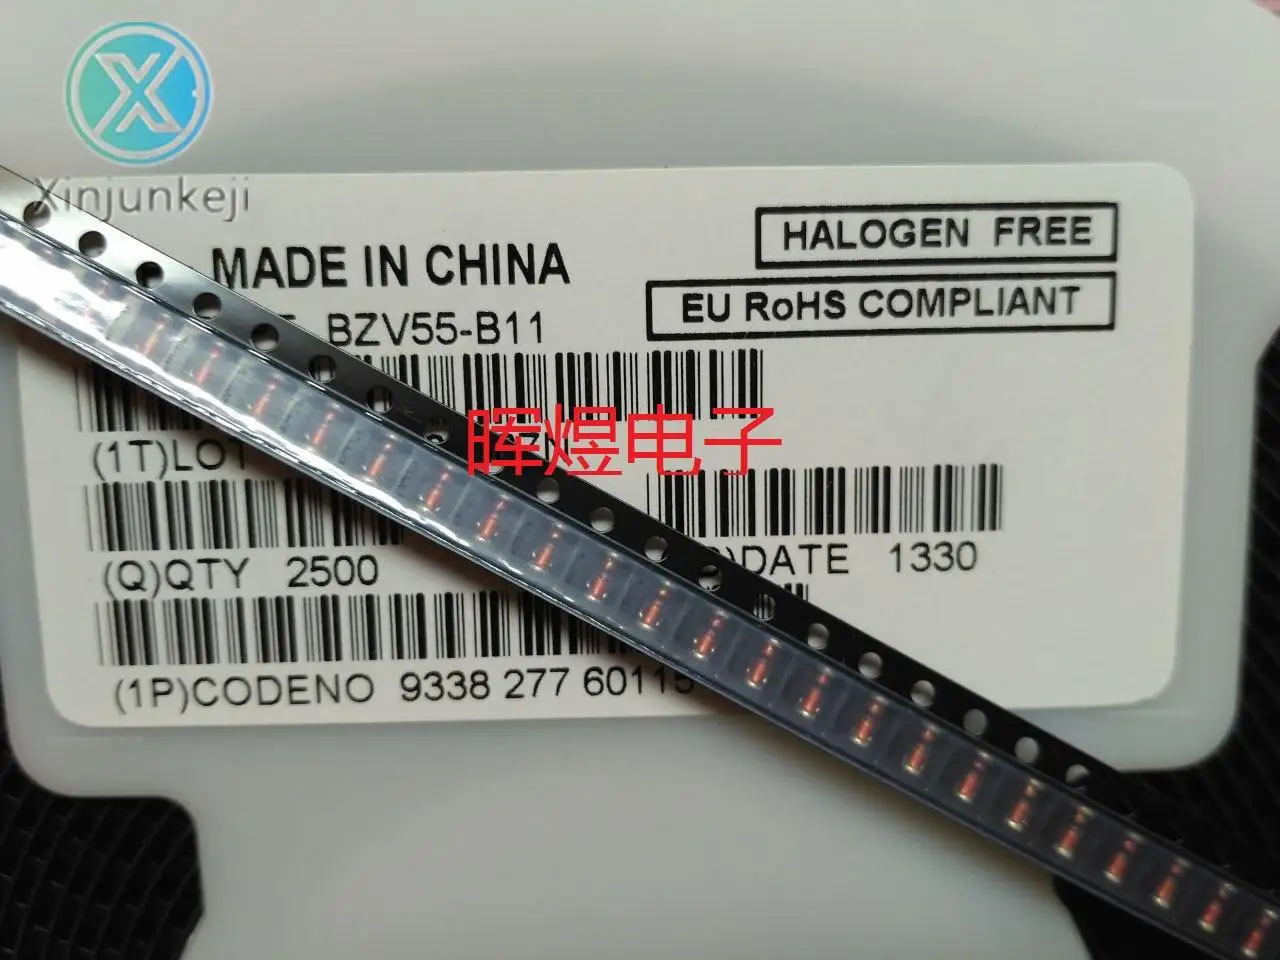 Xinjunkeji
HALOGEN FREE
MADE IN CHINA
EU RoHS COMPLIANT
BZV55-B11
晖煜电子
(1T)LOT
(Q)QTY 2500
DATE 1330
(1P)CODENO 9338 277 60115